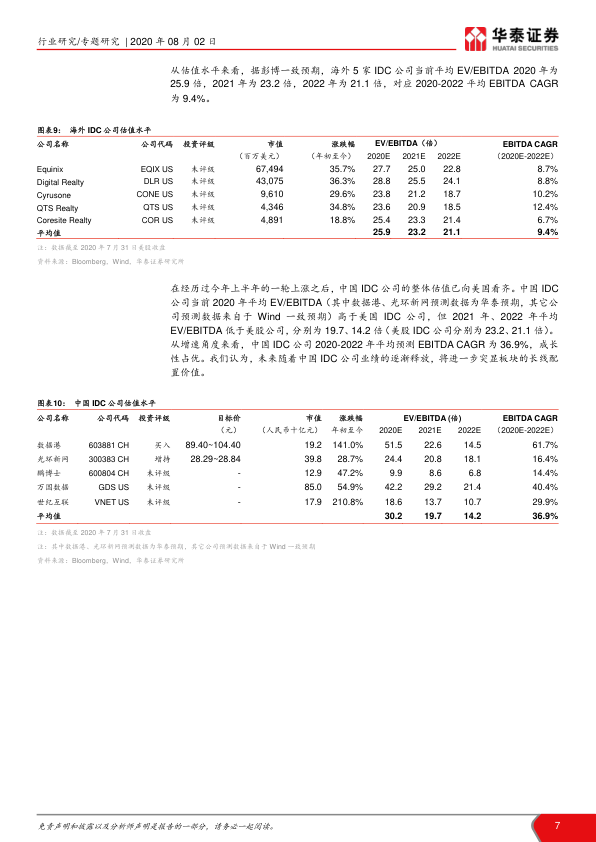 行业研究/专题研究 | 2020 年 08 月 02 日
华泰证券
HUATAI SECURITIES
从估值水平来看，据彭博一致预期，海外 5 家 IDC 公司当前平均 EV/EBITDA 2020 年为
25.9 倍，2021 年为 23.2 倍，2022 年为 21.1 倍，对应 2020-2022 平均 EBITDA CAGR
为 9.4%。
图表9： 海外 IDC 公司估值水平
公司名称 公司代码 投资评级 市值 涨跌幅 EV/EBITDA（倍） EBITDA CAGR
（百万美元） （年初至今） 2020E 2021E 2022E （2020E-2022E）
Equinix EQIX US 未评级 67,494 35.7% 27.7 25.0 22.8 8.7%
Digital Realty DLR US 未评级 43,075 36.3% 28.8 25.5 24.1 8.8%
Cyrusone CONE US 未评级 9,610 29.6% 23.8 21.2 18.7 10.2%
QTS Realty QTS US 未评级 4,346 34.8% 23.6 20.9 18.5 12.4%
Coresite Realty COR US 未评级 4,891 18.8% 25.4 23.3 21.4 6.7%
平均值 25.9 23.2 21.1 9.4%
注：数据截至 2020 年 7 月 31 日美股收盘
资料来源：Bloomberg，Wind，华泰证券研究所
在经历过今年上半年的一轮上涨之后，中国 IDC 公司的整体估值已向美国看齐。中国 IDC
公司当前 2020 年平均 EV/EBITDA（其中数据港、光环新网预测数据为华泰预期，其它公
司预测数据来自于 Wind 一致预期）高于美国 IDC 公司，但 2021 年、2022 年平均
EV/EBITDA 低于美股公司，分别为 19.7、14.2 倍（美股 IDC 公司分别为 23.2、21.1 倍）。
从增速角度来看，中国 IDC 公司 2020-2022 年平均预测 EBITDA CAGR 为 36.9%，成长
性占优。我们认为，未来随着中国 IDC 公司业绩的逐渐释放，将进一步突显板块的长线配
置价值。
图表10： 中国 IDC 公司估值水平
公司名称 公司代码 投资评级 目标价 市值 涨跌幅 EV/EBITDA (倍) EBITDA CAGR
（元） （人民币十亿元） 年初至今 2020E 2021E 2022E （2020E-2022E）
数据港 603881 CH 买入 89.40~104.40 19.2 141.0% 51.5 22.6 14.5 61.7%
光环新网 300383 CH 增持 28.29~28.84 39.8 28.7% 24.4 20.8 18.1 16.4%
鹏博士 600804 CH 未评级 - 12.9 47.2% 9.9 8.6 6.8 14.4%
万国数据 GDS US 未评级 - 85.0 54.9% 42.2 29.2 21.4 40.4%
世纪互联 VNET US 未评级 - 17.9 210.8% 18.6 13.7 10.7 29.9%
平均值 30.2 19.7 14.2 36.9%
注：数据截至 2020 年 7 月 31 日收盘
注：其中数据港、光环新网预测数据为华泰预期，其它公司预测数据来自于 Wind 一致预期
资料来源：Bloomberg，Wind，华泰证券研究所
免责声明和披露以及分析师声明是报告的一部分，请务必一起阅读。
7